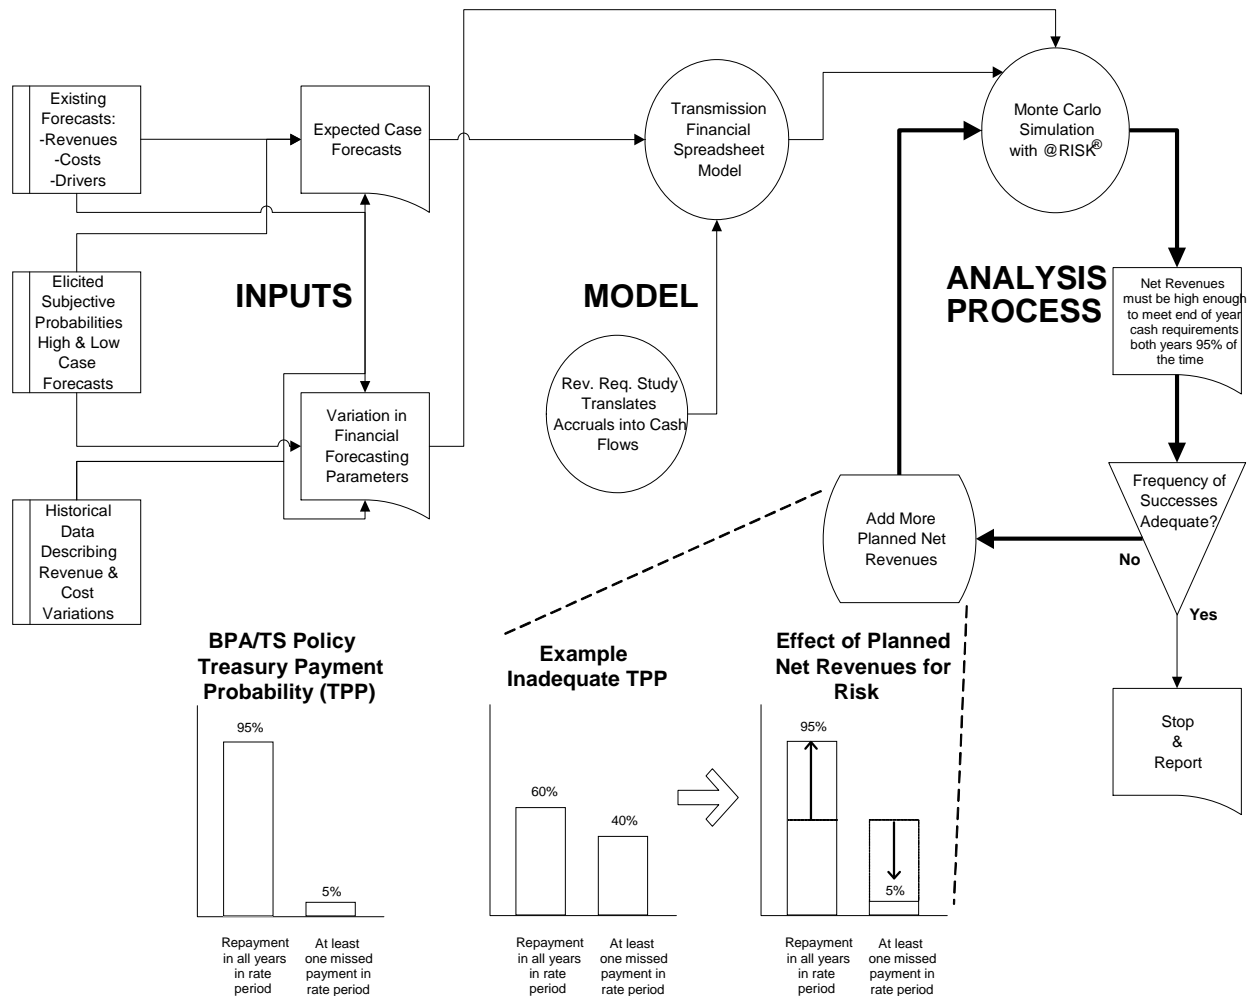 Existing
Forecasts:
-Revenues
-Costs
-Drivers
Expected Case
Forecasts
Transmission
Financial
Spreadsheet
Model
Monte Carlo
Simulation
with @RISK®
Elicited
Subjective
Probabilities
High & Low
Case
Forecasts
INPUTS
MODEL
ANALYSIS
PROCESS
Net Revenues
must be high enough
to meet end of year
cash requirements
both years 95% of
the time
Rev. Req. Study
Translates
Accruals into Cash
Flows
Variation in
Financial
Forecasting
Parameters
Historical
Data
Describing
Revenue &
Cost
Variations
Add More
Planned Net
Revenues
Frequency of
Successes
Adequate?
No
Yes
Stop
&
Report
BPA/TS Policy
Treasury Payment
Probability (TPP)
95%
5%
Repayment
in all years
in rate
period
At least
one missed
payment in
rate period
Example
Inadequate TPP
60%
40%
Repayment
in all years
in rate
period
At least
one missed
payment in
rate period
Effect of Planned
Net Revenues for
Risk
95%
5%
Repayment
in all years
in rate
period
At least
one missed
payment in
rate period